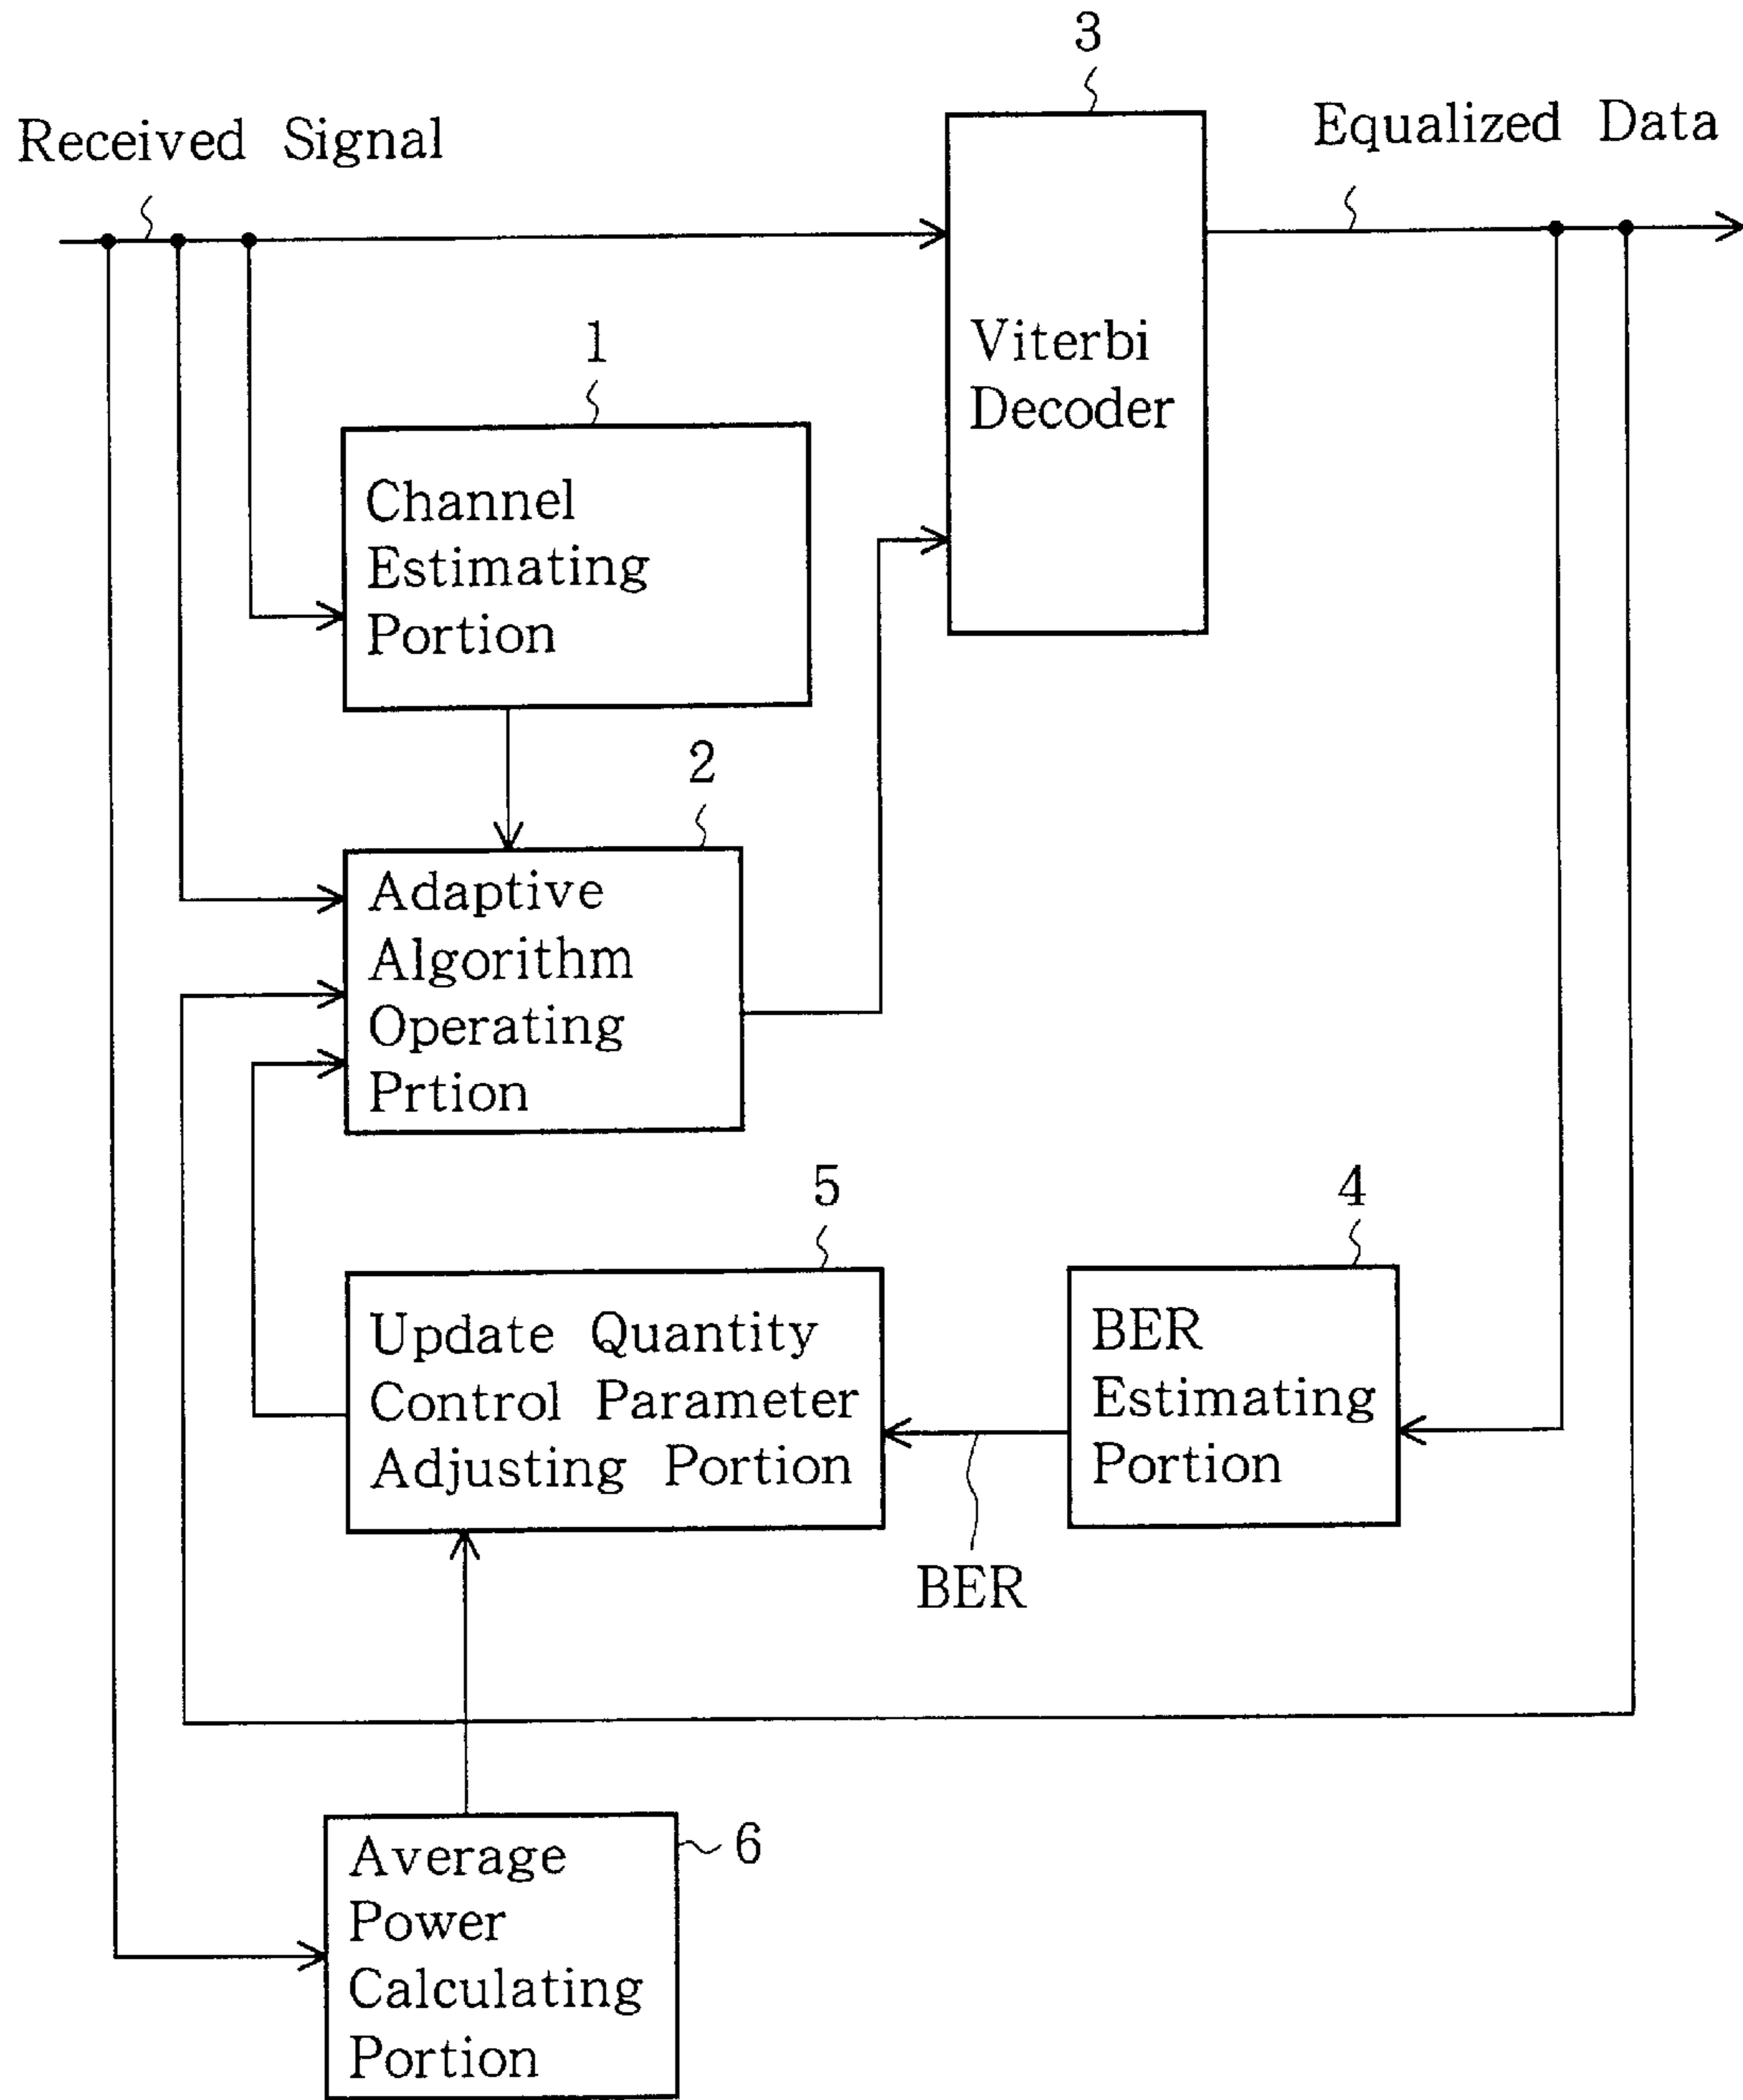 3
Received Signal
Equalized Data
Viterbi
Decoder
1
Channel
Estimating
Portion
2
Adaptive
Algorithm
Operating
Prtion
5
4
Update Quantity
Control Parameter
Adjusting Portion
BER
Estimating
Portion
BER
6
Average
Power
Calculating
Portion